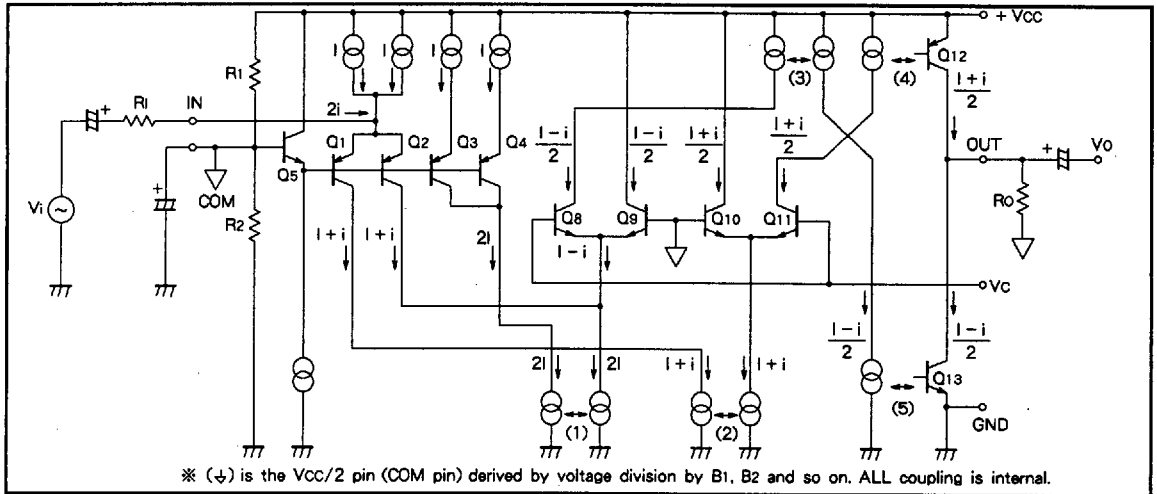 + VCC
I
I
I
I
R1
(3)
(4)
Q12
I+i
2
RI
IN
2i
Q1
Q2
Q3
Q4
I-i
2
I-i
2
I+i
2
I+i
2
OUT
VO
Q5
COM
Vi
R2
Q8
Q9
Q10
Q11
RO
I+i
I+i
2I
I-i
VC
I-i
2
I-i
2
2I
2I
I+i
I+i
Q13
(1)
(2)
(5)
GND
※ (⏚) is the VCC/2 pin (COM pin) derived by voltage division by B1, B2 and so on. ALL coupling is internal.